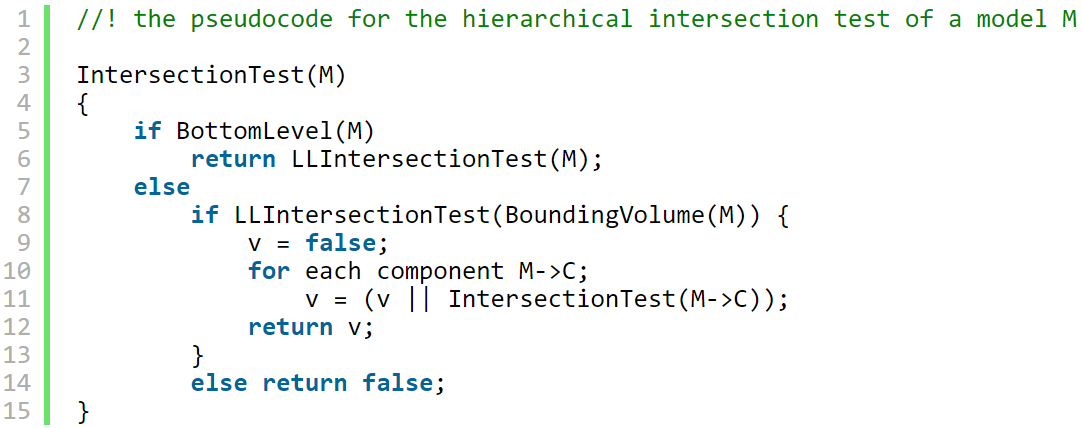 1 //! the pseudocode for the hierarchical intersection test of a model M
2
3 IntersectionTest(M)
4 {
5     if BottomLevel(M)
6         return LLIntersectionTest(M);
7     else
8         if LLIntersectionTest(BoundingVolume(M)) {
9             v = false;
10             for each component M->C;
11                 v = (v || IntersectionTest(M->C));
12             return v;
13         }
14         else return false;
15 }